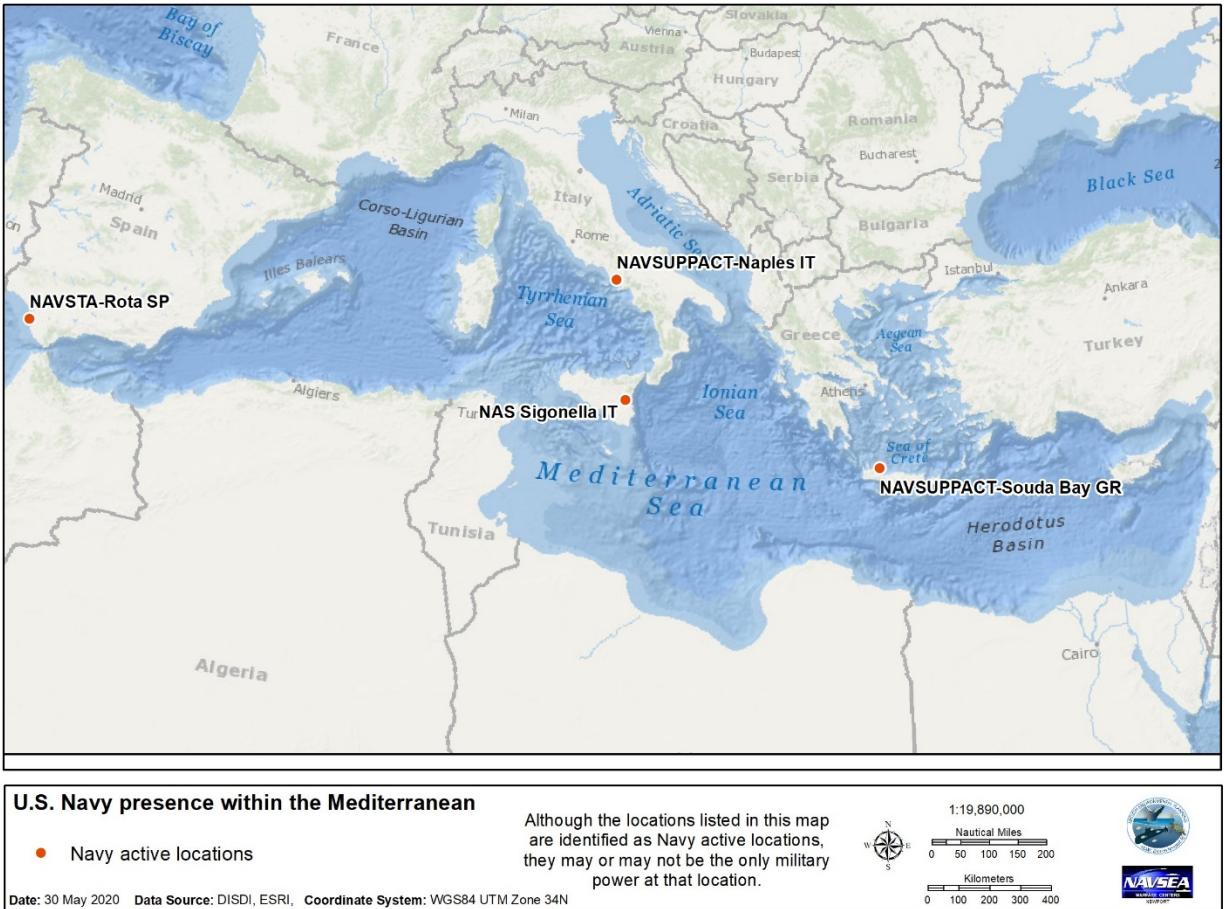 Bay of
Biscay
France
Vienna
Slovakia
Austria
Budapest
Hungary
Milan
Croatia
Romania
Bucharest
Serbia
Italy
Adriatic Sea
Black Sea
Corso-Ligurian
Basin
Madrid
Spain
Illes Balears
Rome
Bulgaria
Istanbul
NAVSUPPACT-Naples IT
NAVSTA-Rota SP
Tyrrhenian
Sea
Ankara
Turkey
Greece
Aegean
Sea
Athens
Algiers
Ionian
Sea
NAS Sigonella IT
Sea of
Crete
Mediterranean
Sea
NAVSUPPACT-Souda Bay GR
Herodotus
Basin
Tunisia
Cairo
Algeria
U.S. Navy presence within the Mediterranean
Navy active locations
Date: 30 May 2020 Data Source: DISDI, ESRI, Coordinate System: WGS84 UTM Zone 34N
Although the locations listed in this map
are identified as Navy active locations,
they may or may not be the only military
power at that location.
N
W E
S
1:19,890,000
Nautical Miles
0 50 100 150 200
Kilometers
0 100 200 300 400
NAVSEA
WARFARE CENTERS
NEWPORT